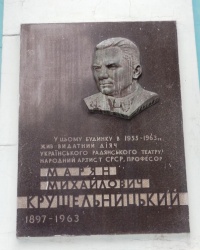 У ЦЬОМУ БУДИНКУ В 1953-1963 рр.
ЖИВ ВИДАТНИЙ ДІЯЧ
УКРАЇНСЬКОГО РАДЯНСЬКОГО ТЕАТРУ,
НАРОДНИЙ АРТИСТ СРСР, ПРОФЕСОР
МАР'ЯН
МИХАЙЛОВИЧ
КРУШЕЛЬНИЦЬКИЙ
1897-1963